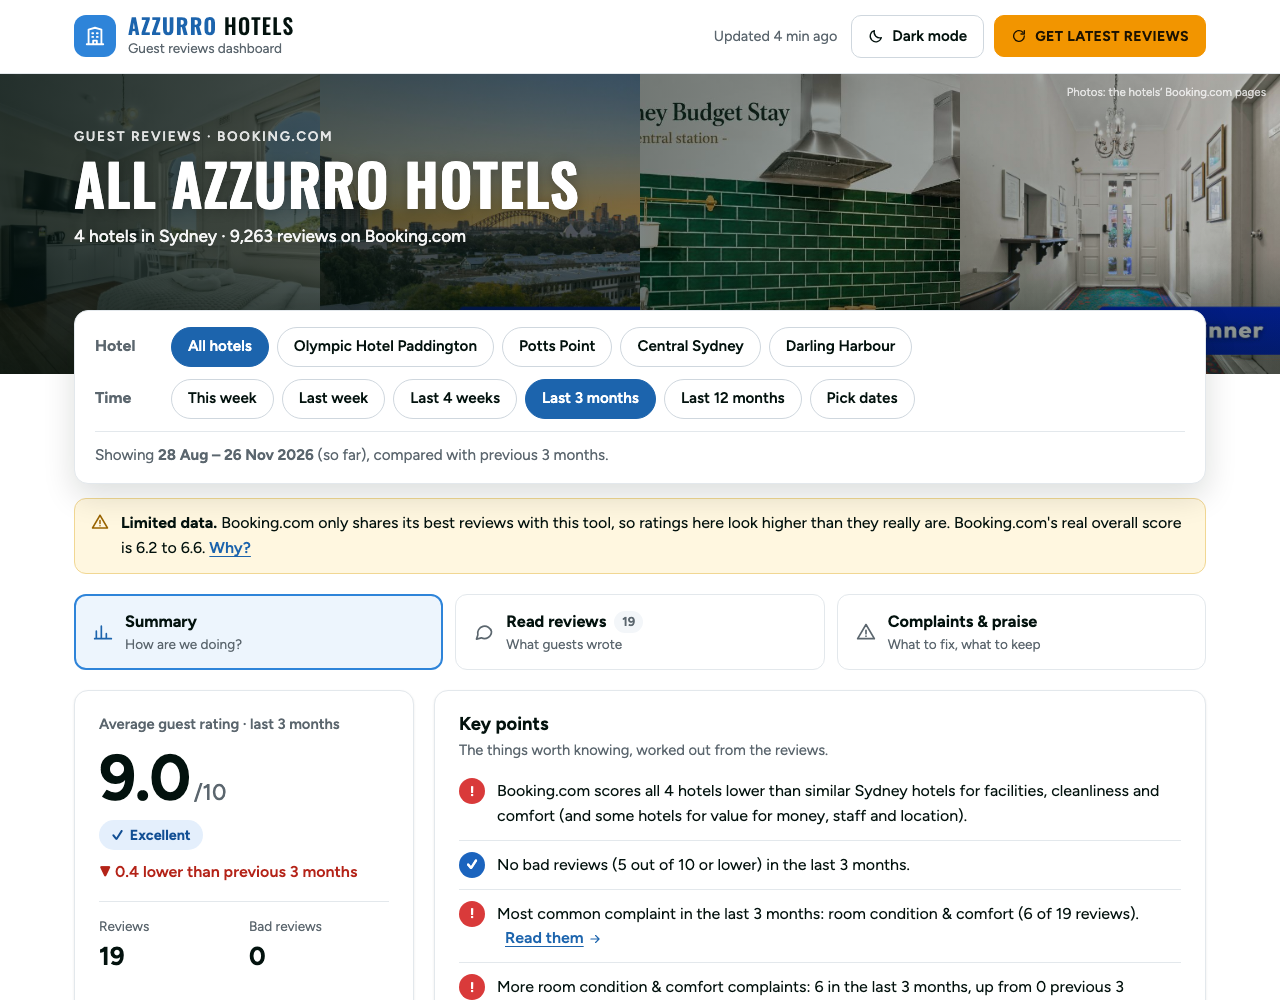 AZZURRO HOTELS
Guest reviews dashboard
Updated 4 min ago
Dark mode
GET LATEST REVIEWS
Photos: the hotels' Booking.com pages
ney Budget Stay
entral station -
GUEST REVIEWS · BOOKING.COM
ALL AZZURRO HOTELS
4 hotels in Sydney · 9,263 reviews on Booking.com
nner
Hotel
All hotels
Olympic Hotel Paddington
Potts Point
Central Sydney
Darling Harbour
Time
This week
Last week
Last 4 weeks
Last 3 months
Last 12 months
Pick dates
Showing 28 Aug – 26 Nov 2026 (so far), compared with previous 3 months.
Limited data. Booking.com only shares its best reviews with this tool, so ratings here look higher than they really are. Booking.com's real overall score
is 6.2 to 6.6. Why?
Summary
How are we doing?
Read reviews 19
What guests wrote
Complaints & praise
What to fix, what to keep
Average guest rating · last 3 months
9.0/10
Excellent
▼ 0.4 lower than previous 3 months
Reviews
19
Bad reviews
0
Key points
The things worth knowing, worked out from the reviews.
Booking.com scores all 4 hotels lower than similar Sydney hotels for facilities, cleanliness and
comfort (and some hotels for value for money, staff and location).
No bad reviews (5 out of 10 or lower) in the last 3 months.
Most common complaint in the last 3 months: room condition & comfort (6 of 19 reviews).
Read them →
More room condition & comfort complaints: 6 in the last 3 months, up from 0 previous 3